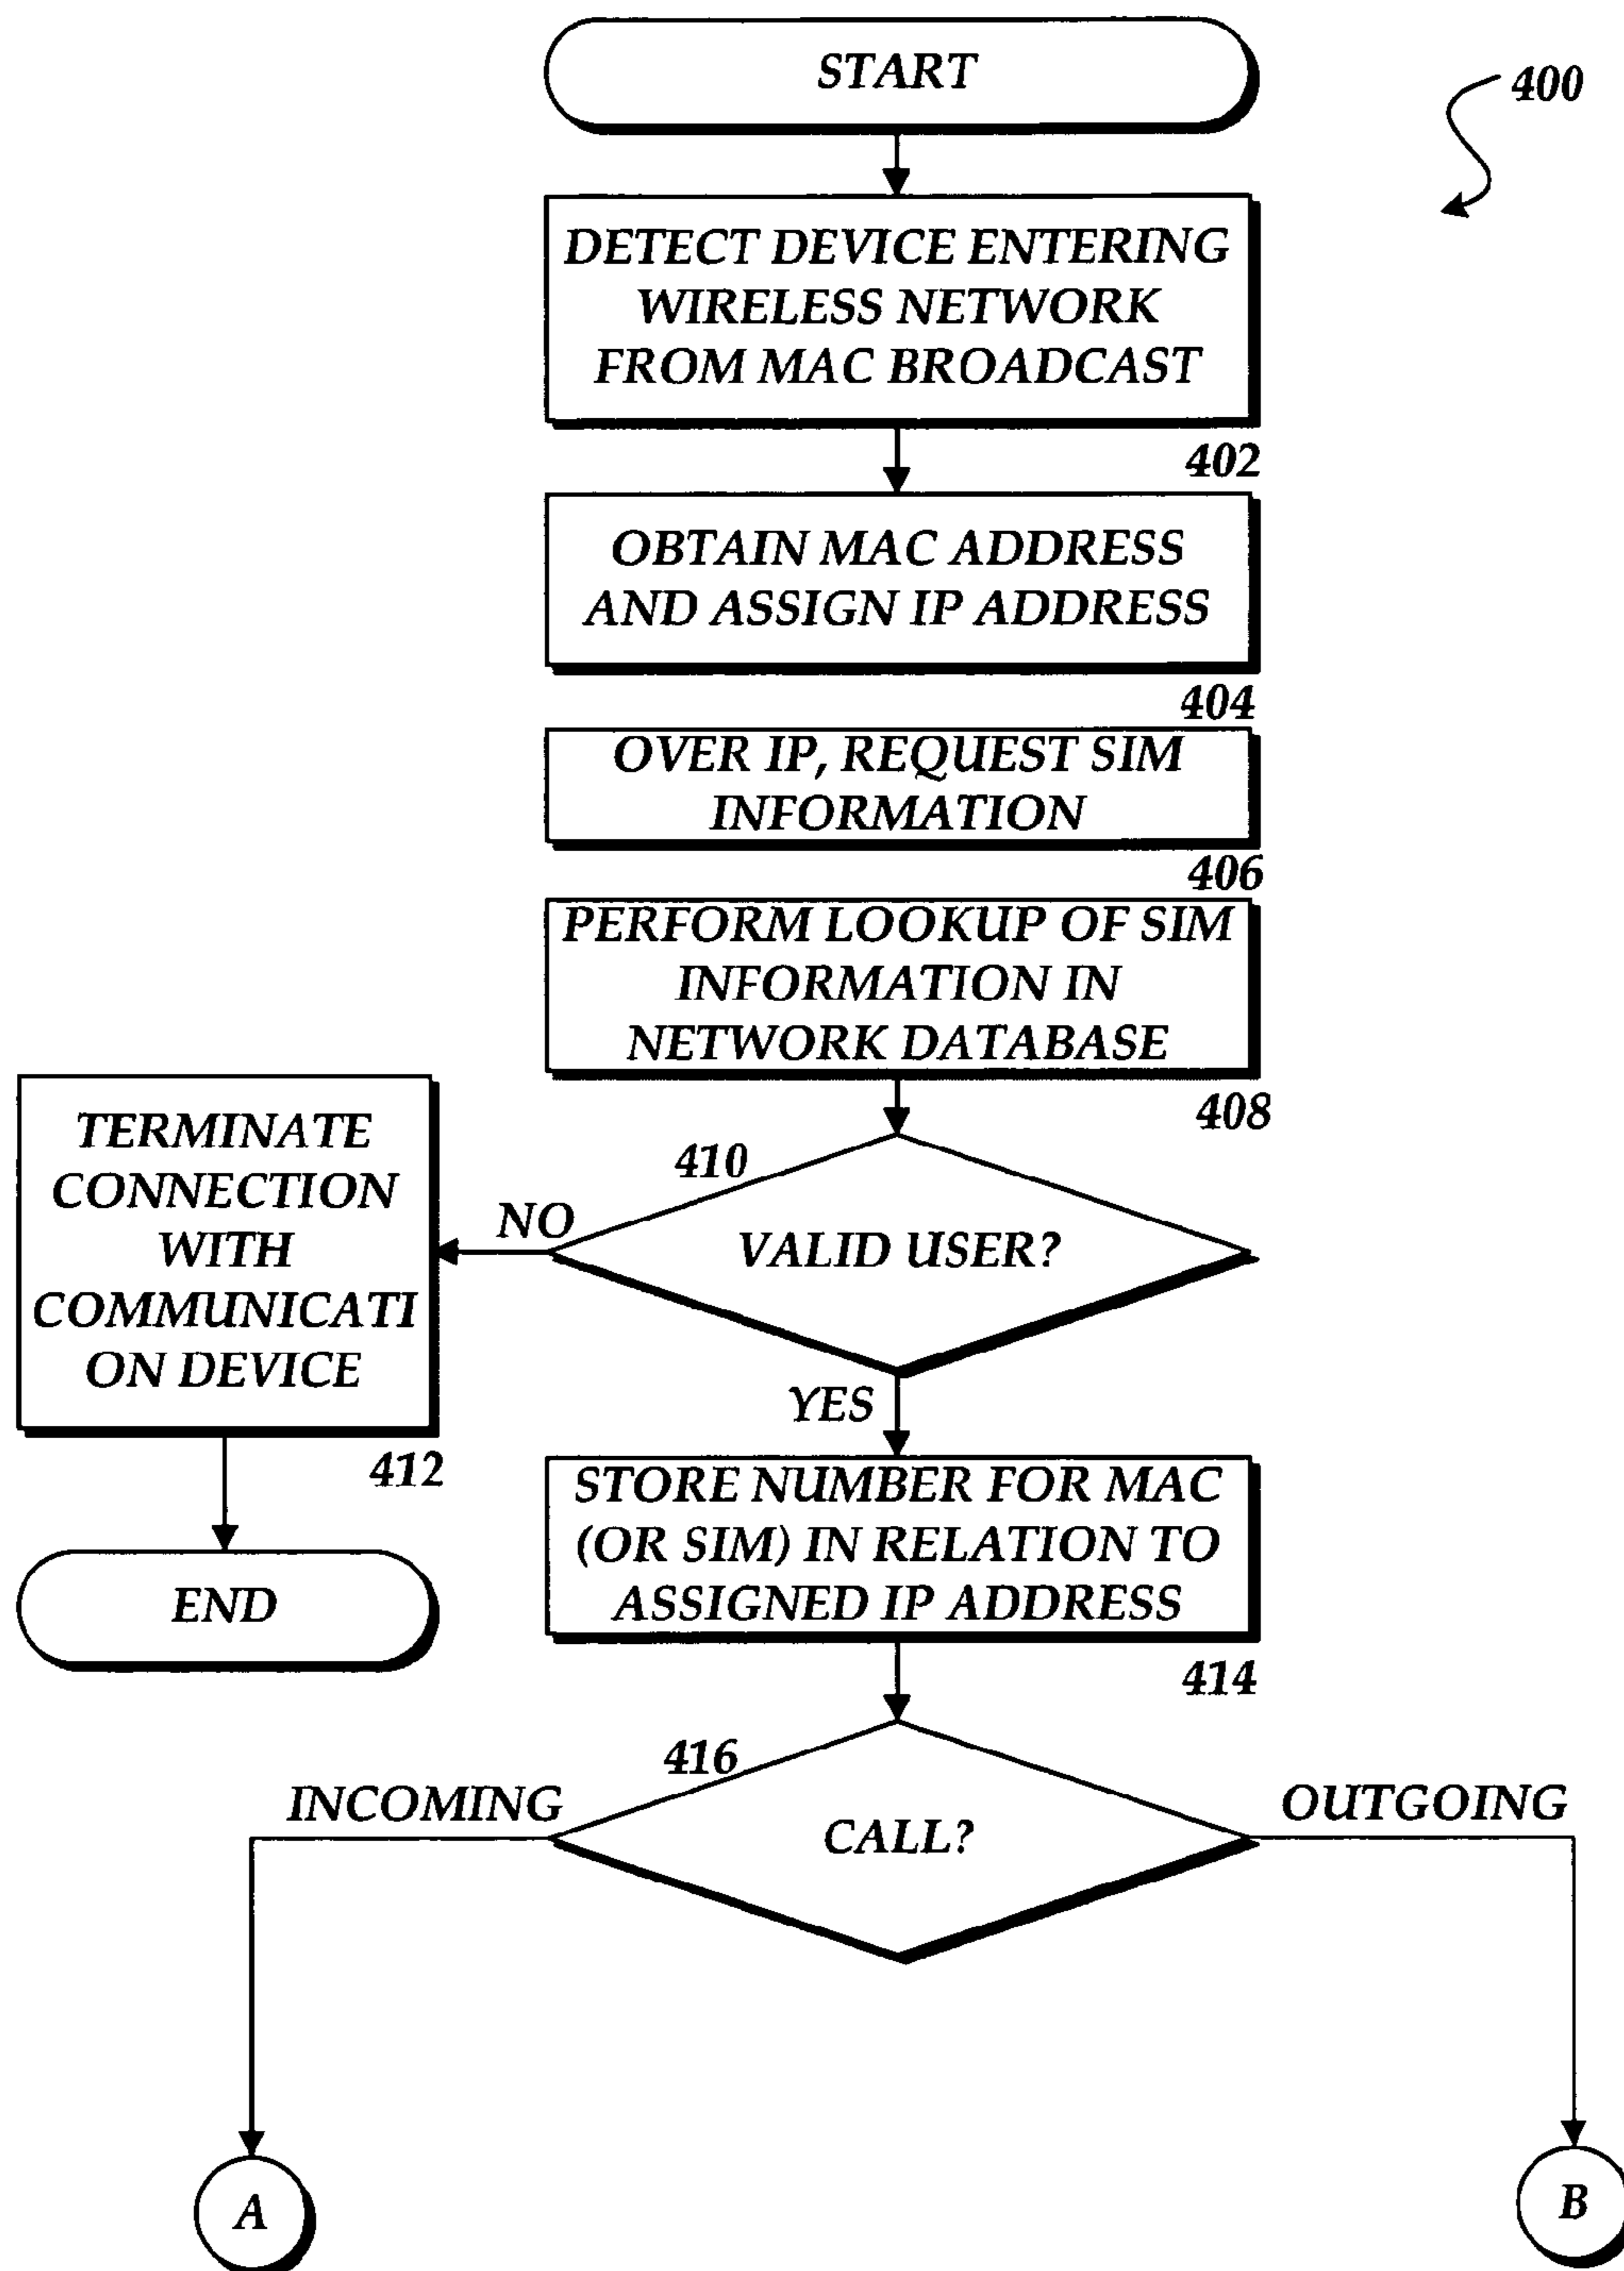 START
400
DETECT DEVICE ENTERING
WIRELESS NETWORK
FROM MAC BROADCAST
402
OBTAIN MAC ADDRESS
AND ASSIGN IP ADDRESS
404
OVER IP, REQUEST SIM
INFORMATION
406
PERFORM LOOKUP OF SIM
INFORMATION IN
NETWORK DATABASE
408
410
VALID USER?
NO
TERMINATE
CONNECTION
WITH
COMMUNICATI
ON DEVICE
412
END
YES
STORE NUMBER FOR MAC
(OR SIM) IN RELATION TO
ASSIGNED IP ADDRESS
414
416
CALL?
INCOMING
OUTGOING
A
B